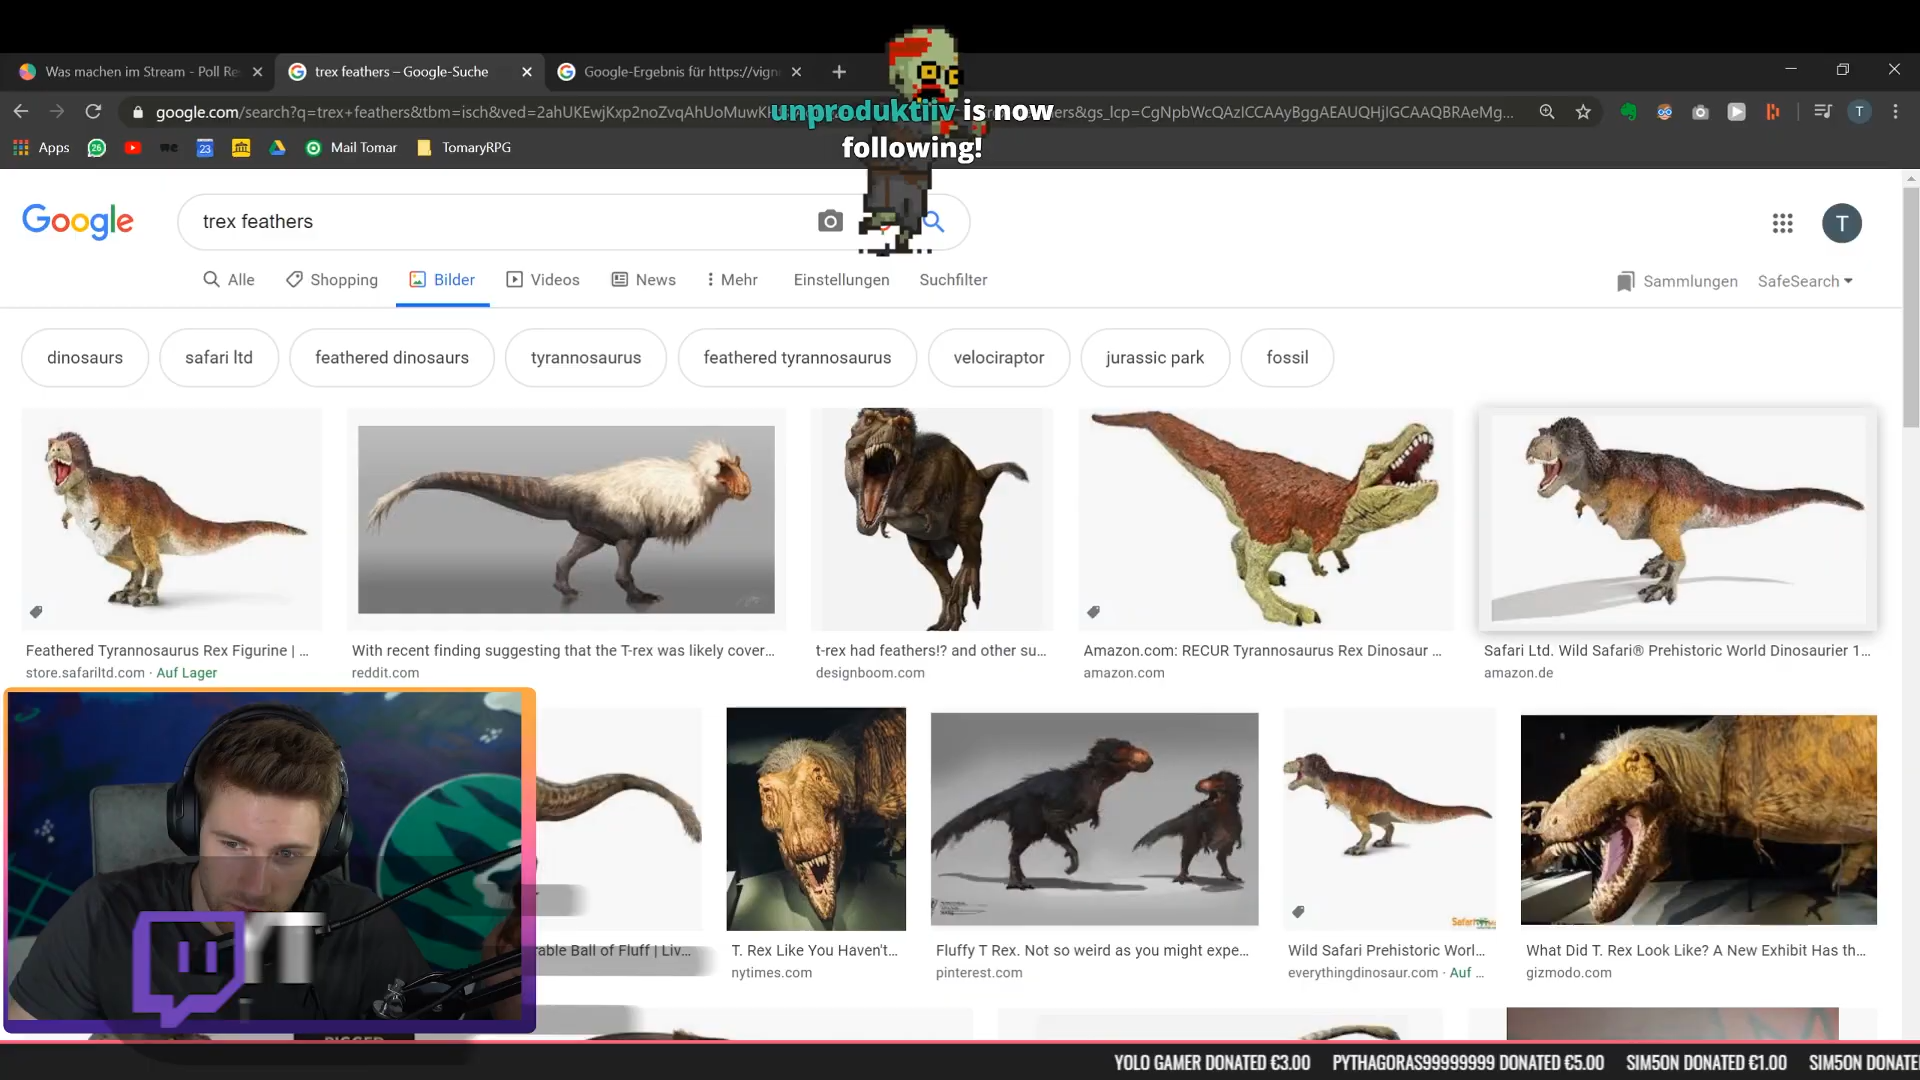 Was machen im Stream - Poll Re
trex feathers – Google-Suche
Google-Ergebnis für https://vign
google.com/search?q=trex+feathers&tbm=isch&ved=2ahUKEwjKxp2noZvqAhUoMuwK
ers&gs_lcp=CgNpbWcQAzICCAAyBggAEAUQHjIGCAAQBRAeMg...
unproduktiiv is now
following!
Apps
26
we
23
Mail Tomar
TomaryRPG
T
Google
trex feathers
T
Alle
Shopping
Bilder
Videos
News
Mehr
Einstellungen
Suchfilter
Sammlungen
SafeSearch
dinosaurs
safari ltd
feathered dinosaurs
tyrannosaurus
feathered tyrannosaurus
velociraptor
jurassic park
fossil
Feathered Tyrannosaurus Rex Figurine | ...
store.safariltd.com · Auf Lager
With recent finding suggesting that the T-rex was likely cover...
reddit.com
t-rex had feathers!? and other su...
designboom.com
Amazon.com: RECUR Tyrannosaurus Rex Dinosaur ...
amazon.com
Safari Ltd. Wild Safari® Prehistoric World Dinosaurier 1...
amazon.de
rable Ball of Fluff | Liv...
T. Rex Like You Haven't...
nytimes.com
Fluffy T Rex. Not so weird as you might expe...
pinterest.com
Wild Safari Prehistoric Worl...
everythingdinosaur.com · Auf ...
What Did T. Rex Look Like? A New Exhibit Has th...
gizmodo.com
YOLO GAMER DONATED €3.00
PYTHAGORAS99999999 DONATED €5.00
SIM5ON DONATED €1.00
SIM5ON DONATE